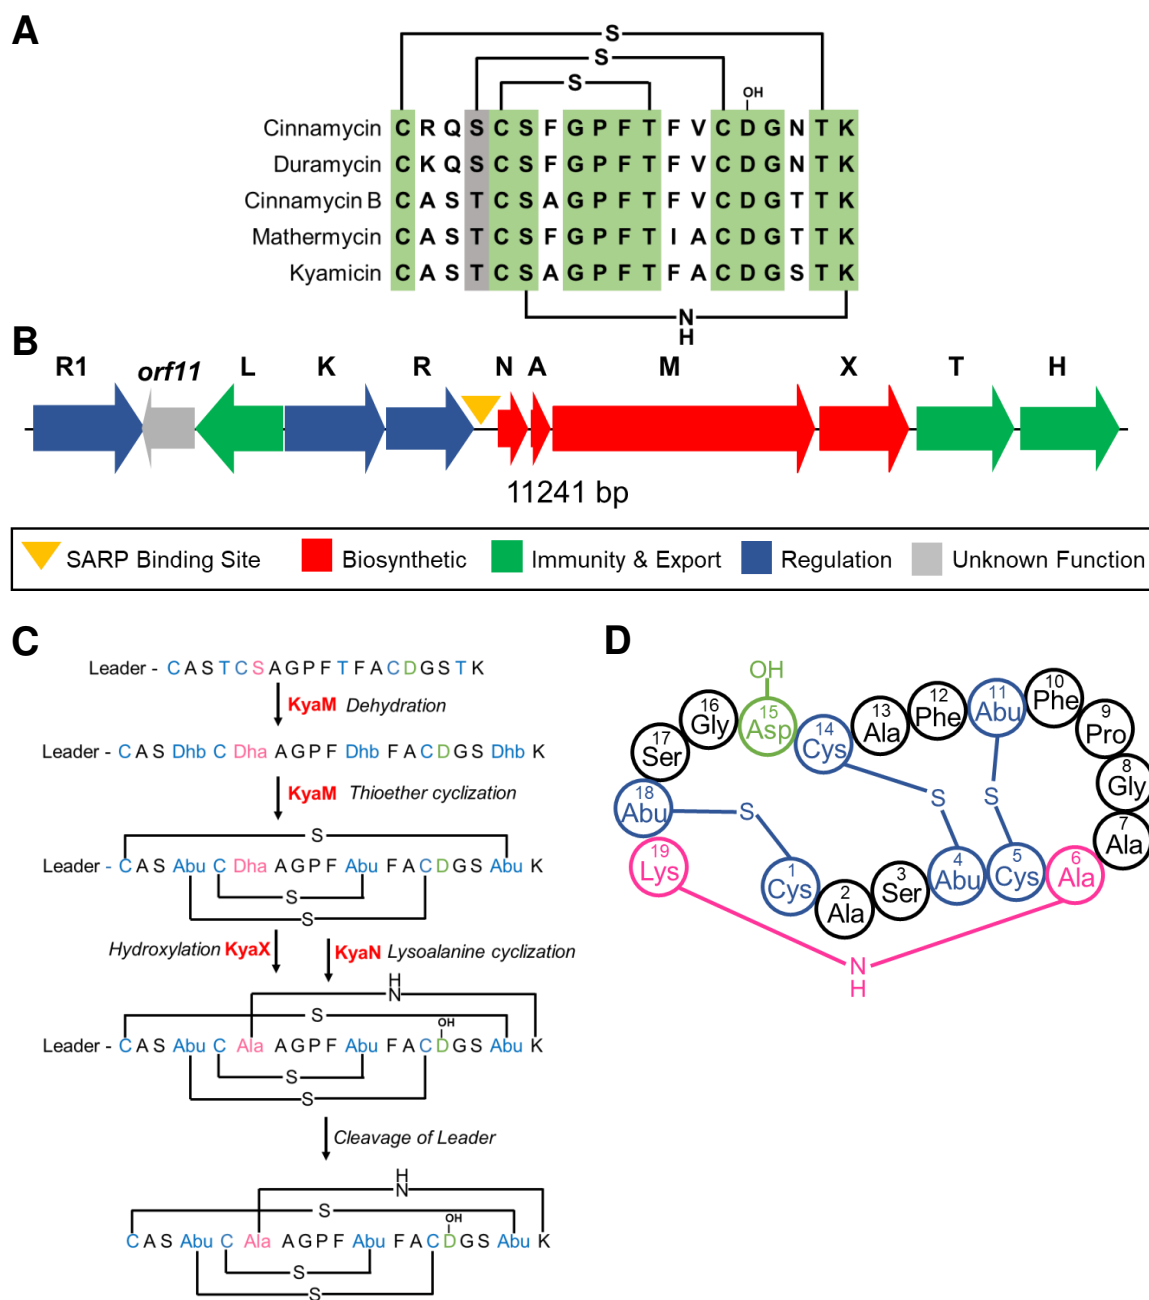 A
S
S
S
OH
Cinnamycin C R Q S C S F G P F T F V C D G N T K
Duramycin C K Q S C S F G P F T F V C D G N T K
Cinnamycin B C A S T C S A G P F T F V C D G T T K
Mathermycin C A S T C S F G P F T I A C D G T T K
Kyamicin C A S T C S A G P F T F A C D G S T K
N
H
B
R1 orf11 L K R N A M X T H
11241 bp
SARP Binding Site Biosynthetic Immunity & Export Regulation Unknown Function
C
Leader - C A S T C S A G P F T F A C D G S T K
KyaM Dehydration
Leader - C A S Dhb C Dha A G P F Dhb F A C D G S Dhb K
KyaM Thioether cyclization
S
Leader - C A S Abu C Dha A G P F Abu F A C D G S Abu K
S
S
Hydroxylation KyaX KyaN Lysoalanine cyclization
H
N
S
OH
Leader - C A S Abu C Ala A G P F Abu F A C D G S Abu K
S
S
Cleavage of Leader
H
N
S
OH
C A S Abu C Ala A G P F Abu F A C D G S Abu K
S
S
D
OH
1 Cys
2 Ala
3 Ser
4 Abu
5 Cys
6 Ala
7 Ala
8 Gly
9 Pro
10 Phe
11 Abu
12 Phe
13 Ala
14 Cys
15 Asp
16 Gly
17 Ser
18 Abu
19 Lys
S
S
S
N
H